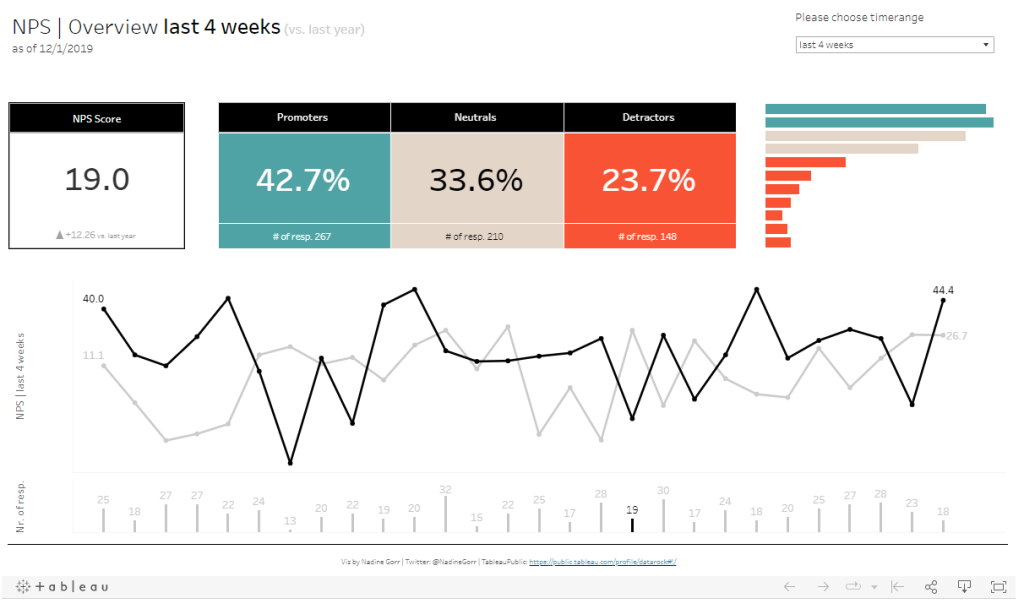 NPS | Overview last 4 weeks (vs. last year)
as of 12/1/2019
Please choose timerange
last 4 weeks
NPS Score
19.0
▲+12.26 vs. last year
Promoters Neutrals Detractors
42.7% 33.6% 23.7%
# of resp. 267 # of resp. 210 # of resp. 148
NPS | last 4 weeks
40.0
11.1
44.4
26.7
Nr. of resp.
25 18 27 27 22 24 13 20 22 19 20 32 15 22 25 17 28 19 30 17 24 18 20 25 27 28 23 18
Viz by Nadine Gorr | Twitter: @NadineGorr | TableauPublic: https://public.tableau.com/profile/datarock#!/
+ableau